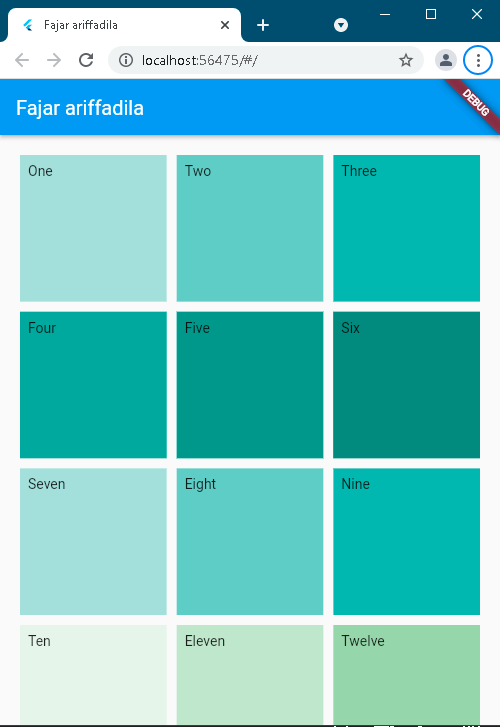 Fajar ariffadila
localhost:56475/#/
Fajar ariffadila
DEBUG
One Two Three
Four Five Six
Seven Eight Nine
Ten Eleven Twelve